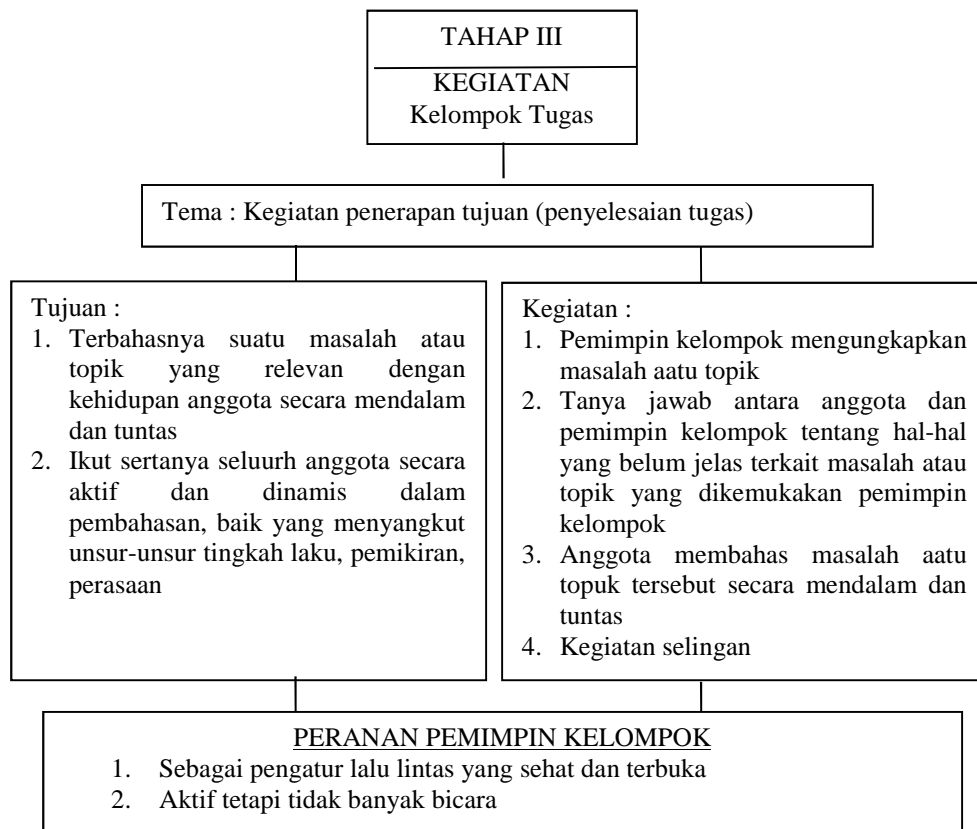 TAHAP III
KEGIATAN
Kelompok Tugas
Tema : Kegiatan penerapan tujuan (penyelesaian tugas)
Tujuan :
1. Terbahasnya suatu masalah atau
topik yang relevan dengan
kehidupan anggota secara mendalam
dan tuntas
2. Ikut sertanya seluurh anggota secara
aktif dan dinamis dalam
pembahasan, baik yang menyangkut
unsur-unsur tingkah laku, pemikiran,
perasaan
Kegiatan :
1. Pemimpin kelompok mengungkapkan
masalah aatu topik
2. Tanya jawab antara anggota dan
pemimpin kelompok tentang hal-hal
yang belum jelas terkait masalah atau
topik yang dikemukakan pemimpin
kelompok
3. Anggota membahas masalah aatu
topuk tersebut secara mendalam dan
tuntas
4. Kegiatan selingan
PERANAN PEMIMPIN KELOMPOK
1. Sebagai pengatur lalu lintas yang sehat dan terbuka
2. Aktif tetapi tidak banyak bicara